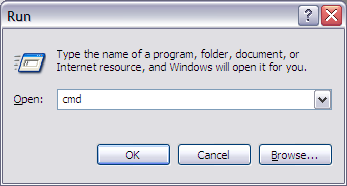 Run
Type the name of a program, folder, document, or
Internet resource, and Windows will open it for you.
Open: cmd
OK Cancel Browse...